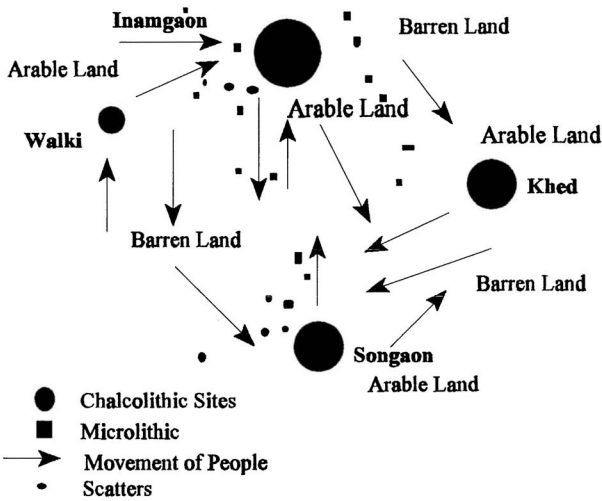 Inamgaon
Barren Land
Arable Land
Arable Land
Arable Land
Walki
Khed
Barren Land
Barren Land
Songaon
Arable Land
Chalcolithic Sites
Microlithic
Movement of People
Scatters